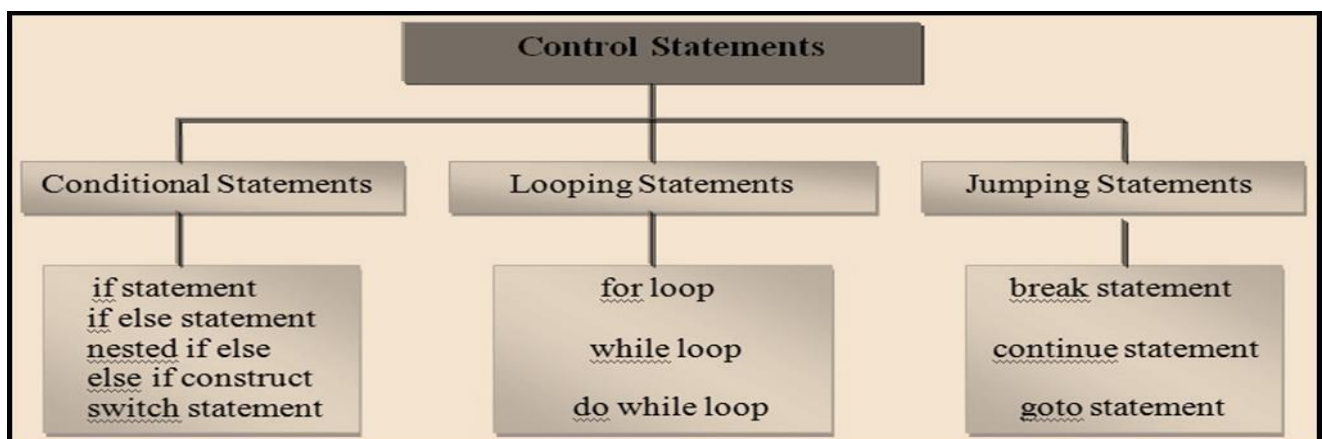 Control Statements
Conditional Statements
Looping Statements
Jumping Statements
if statement
if else statement
nested if else
else if construct
switch statement
for loop
while loop
do while loop
break statement
continue statement
goto statement